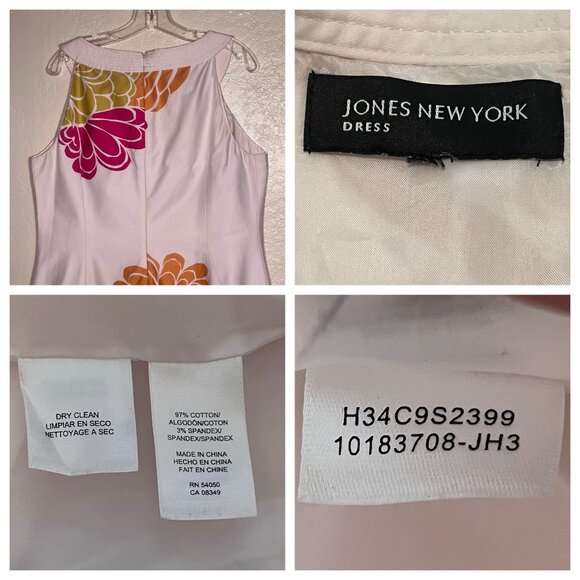 JONES NEW YORK
DRESS
DRY CLEAN
LIMPIAR EN SECO
NETTOYAGE A SEC
97% COTTON/
ALGODÓN/COTON
3% SPANDEX/
SPANDEX/SPANDEX
MADE IN CHINA
HECHO EN CHINA
FAIT EN CHINE
RN 54050
CA 08349
H34C9S2399
10183708-JH3